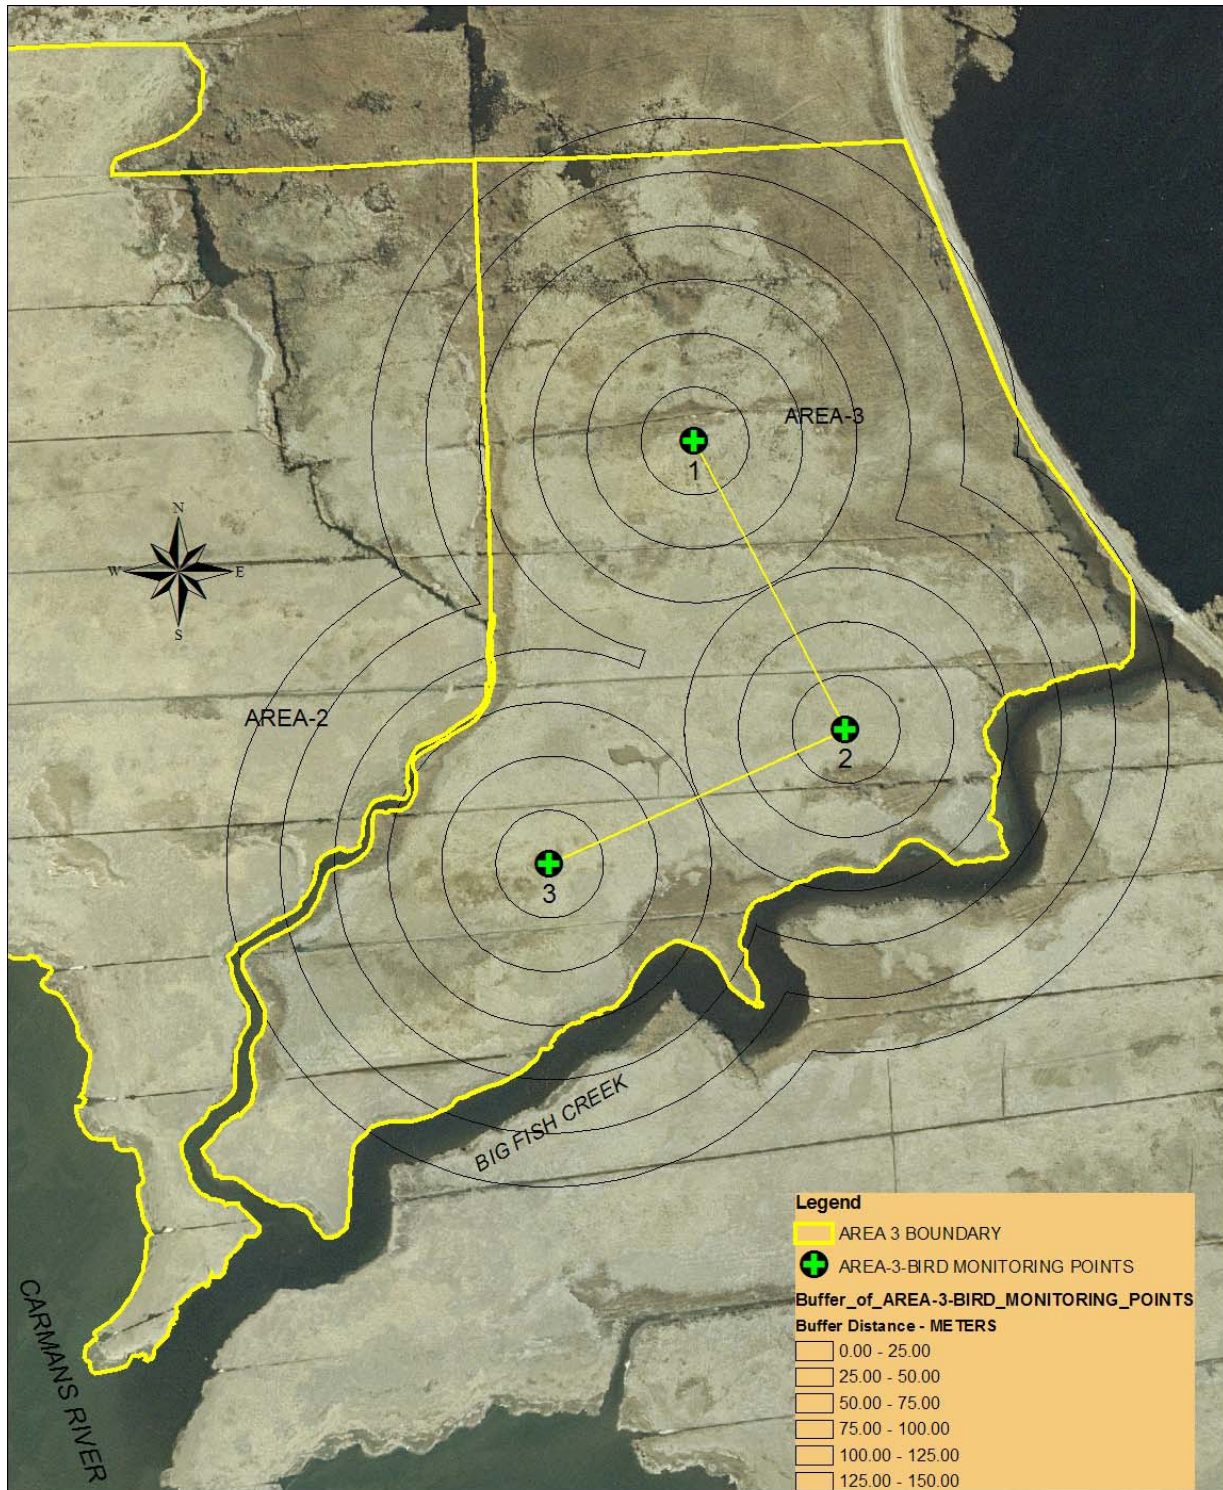 AREA-3
1
N
W E
S
AREA-2
2
3
BIG FISH CREEK
CARMANS RIVER
Legend
AREA 3 BOUNDARY
AREA-3-BIRD MONITORING POINTS
Buffer_of_AREA-3-BIRD_MONITORING_POINTS
Buffer Distance - METERS
0.00 - 25.00
25.00 - 50.00
50.00 - 75.00
75.00 - 100.00
100.00 - 125.00
125.00 - 150.00